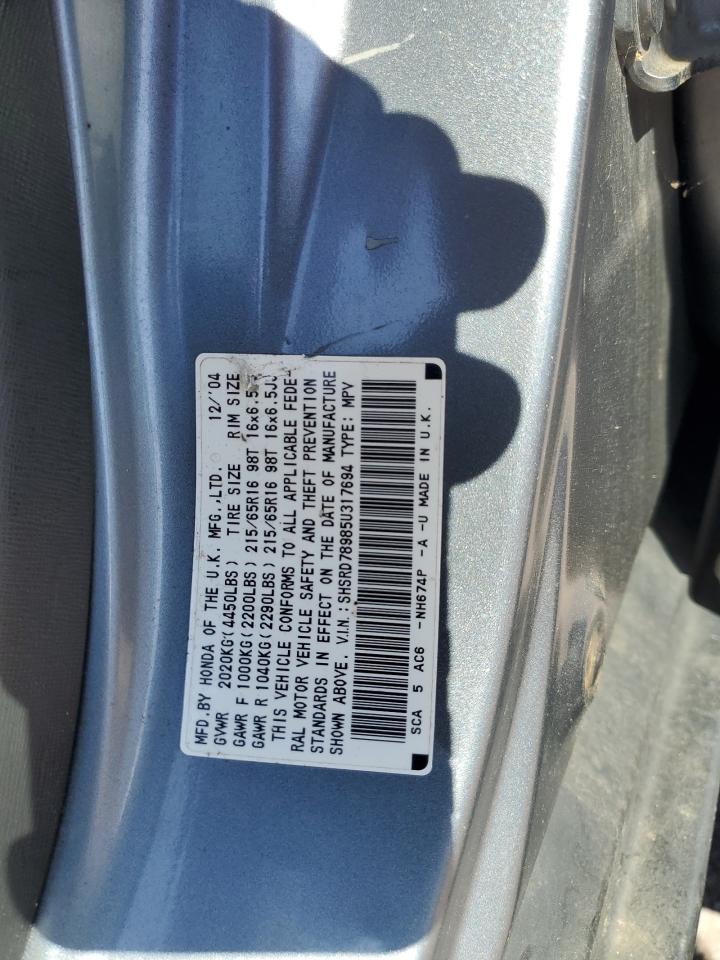 MFD.BY HONDA OF THE U.K. MFG.,LTD. 12/'04
GVWR 2020KG(4450LBS) TIRE SIZE RIM SIZE
GAWR F 1000KG(2200LBS) 215/65R16 98T 16x6.5JJ
GAWR R 1040KG(2290LBS) 215/65R16 98T 16x6.5JJ
THIS VEHICLE CONFORMS TO ALL APPLICABLE FEDE-
RAL MOTOR VEHICLE SAFETY AND THEFT PREVENTION
STANDARDS IN EFFECT ON THE DATE OF MANUFACTURE
SHOWN ABOVE. V.I.N.:SHSRD78985U317694 TYPE: MPV
SCA 5 AC6 -NH674P -A -U MADE IN U.K.